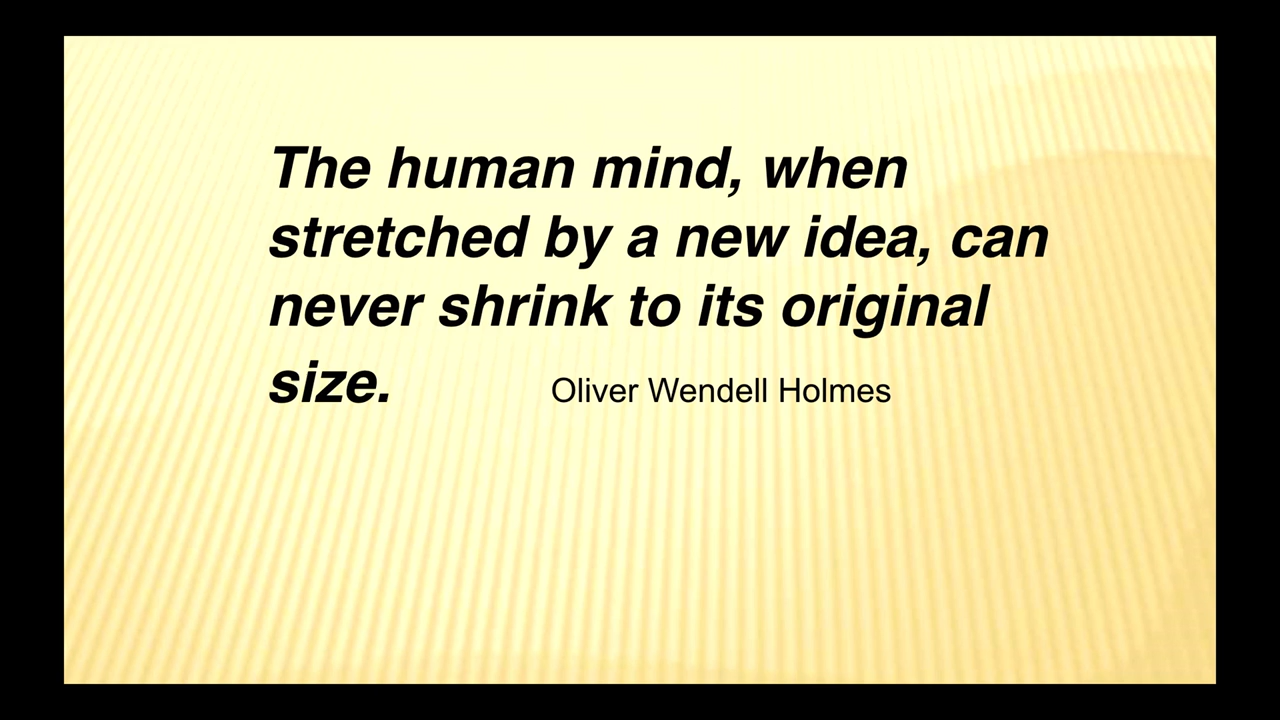 The human mind, when
stretched by a new idea, can
never shrink to its original
size. Oliver Wendell Holmes